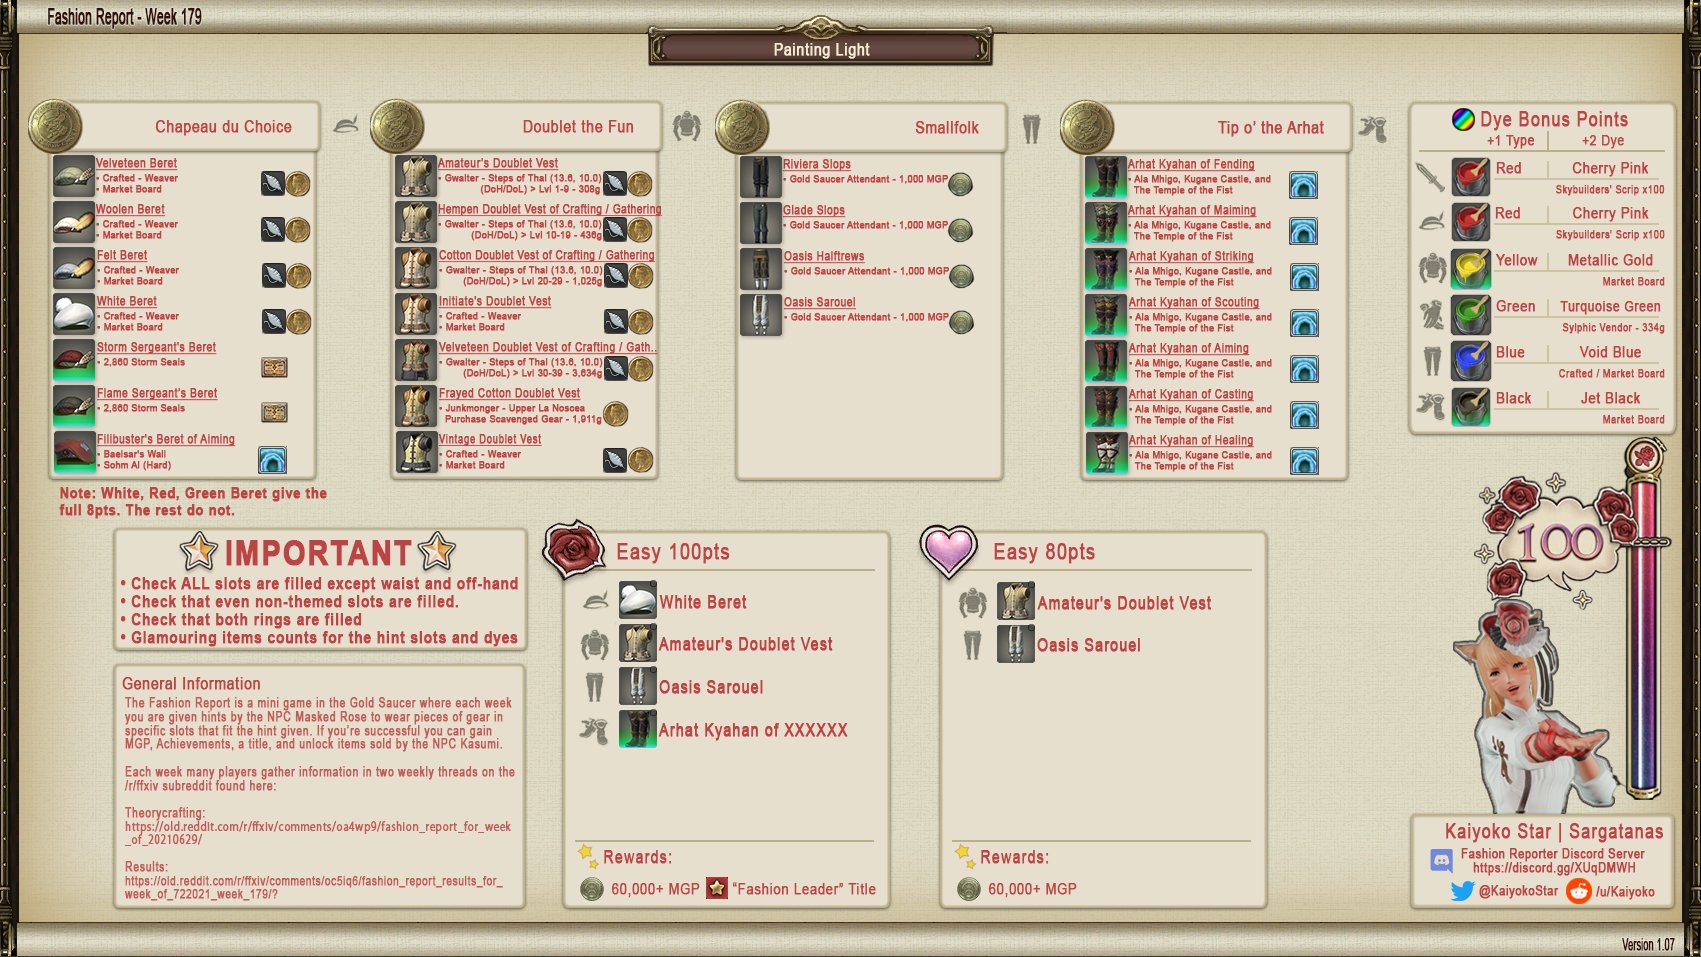 Fashion Report - Week 179
Painting Light
Chapeau du Choice
Velveteen Beret
• Crafted - Weaver
• Market Board
Woolen Beret
• Crafted - Weaver
• Market Board
Felt Beret
• Crafted - Weaver
• Market Board
White Beret
• Crafted - Weaver
• Market Board
Storm Sergeant's Beret
• 2,860 Storm Seals
Flame Sergeant's Beret
• 2,860 Storm Seals
Filibuster's Beret of Aiming
• Baelsar's Wall
• Sohm Al (Hard)
Note: White, Red, Green Beret give the
full 8pts. The rest do not.
Doublet the Fun
Amateur's Doublet Vest
• Gwalter - Steps of Thal (13.6, 10.0)
(DoH/DoL) > Lvl 1-9 - 308g
Hempen Doublet Vest of Crafting / Gathering
• Gwalter - Steps of Thal (13.6, 10.0)
(DoH/DoL) > Lvl 10-19 - 436g
Cotton Doublet Vest of Crafting / Gathering
• Gwalter - Steps of Thal (13.6, 10.0)
(DoH/DoL) > Lvl 20-29 - 1,026g
Initiate's Doublet Vest
• Crafted - Weaver
• Market Board
Velveteen Doublet Vest of Crafting / Gath..
• Gwalter - Steps of Thal (13.6, 10.0)
(DoH/DoL) > Lvl 30-39 - 3,634g
Frayed Cotton Doublet Vest
• Junkmonger - Upper La Noscea
Purchase Scavenged Gear - 1,911g
Vintage Doublet Vest
• Crafted - Weaver
• Market Board
Smallfolk
Riviera Slops
• Gold Saucer Attendant - 1,000 MGP
Glade Slops
• Gold Saucer Attendant - 1,000 MGP
Oasis Halftrews
• Gold Saucer Attendant - 1,000 MGP
Oasis Sarouel
• Gold Saucer Attendant - 1,000 MGP
Tip o' the Arhat
Arhat Kyahan of Fending
• Ala Mhigo, Kugane Castle, and
The Temple of the Fist
Arhat Kyahan of Maiming
• Ala Mhigo, Kugane Castle, and
The Temple of the Fist
Arhat Kyahan of Striking
• Ala Mhigo, Kugane Castle, and
The Temple of the Fist
Arhat Kyahan of Scouting
• Ala Mhigo, Kugane Castle, and
The Temple of the Fist
Arhat Kyahan of Aiming
• Ala Mhigo, Kugane Castle, and
The Temple of the Fist
Arhat Kyahan of Casting
• Ala Mhigo, Kugane Castle, and
The Temple of the Fist
Arhat Kyahan of Healing
• Ala Mhigo, Kugane Castle, and
The Temple of the Fist
Dye Bonus Points
+1 Type +2 Dye
Red Cherry Pink
Skybuilders' Scrip x100
Red Cherry Pink
Skybuilders' Scrip x100
Yellow Metallic Gold
Market Board
Green Turquoise Green
Sylphic Vendor - 334g
Blue Void Blue
Crafted / Market Board
Black Jet Black
Market Board
IMPORTANT
• Check ALL slots are filled except waist and off-hand
• Check that even non-themed slots are filled.
• Check that both rings are filled
• Glamouring items counts for the hint slots and dyes
General Information
The Fashion Report is a mini game in the Gold Saucer where each week
you are given hints by the NPC Masked Rose to wear pieces of gear in
specific slots that fit the hint given. If you're successful you can gain
MGP, Achievements, a title, and unlock items sold by the NPC Kasumi.
Each week many players gather information in two weekly threads on the
/r/ffxiv subreddit found here:
Theorycrafting:
https://old.reddit.com/r/ffxiv/comments/oa4wp9/fashion_report_for_week
_of_20210629/
Results:
https://old.reddit.com/r/ffxiv/comments/oc5iq6/fashion_report_results_for_
week_of_722021_week_179/?
Easy 100pts
White Beret
Amateur's Doublet Vest
Oasis Sarouel
Arhat Kyahan of XXXXXX
Rewards:
60,000+ MGP "Fashion Leader" Title
Easy 80pts
Amateur's Doublet Vest
Oasis Sarouel
Rewards:
60,000+ MGP
100
Kaiyoko Star | Sargatanas
Fashion Reporter Discord Server
https://discord.gg/XUqDMWH
@KaiyokoStar /u/Kaiyoko
Version 1.07